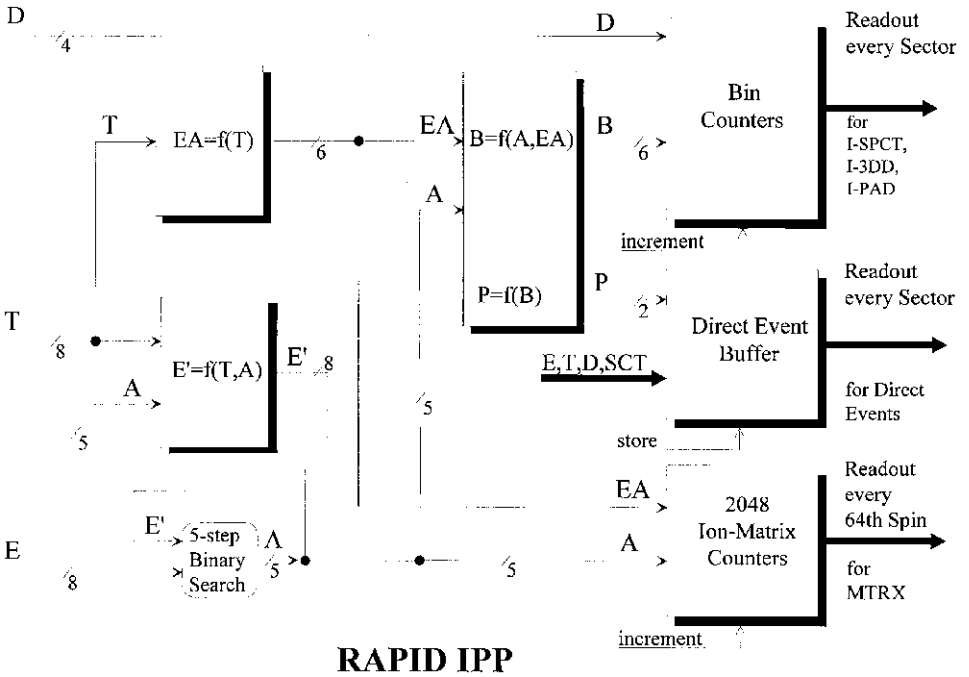 D
4
D
Readout
every Sector
Bin
Counters
for
I-SPCT,
I-3DD,
I-PAD
T
EA=f(T)
6
EA
B=f(A,EA)
A
B
6
increment
P=f(B)
P
2
T
8
E'=f(T,A)
E'
8
A
5
5
Readout
every Sector
Direct Event
Buffer
E,T,D,SCT
for Direct
Events
store
E
8
E'
5-step
Binary
Search
A
5
5
EA
A
2048
Ion-Matrix
Counters
Readout
every
64th Spin
for
MTRX
increment
RAPID IPP